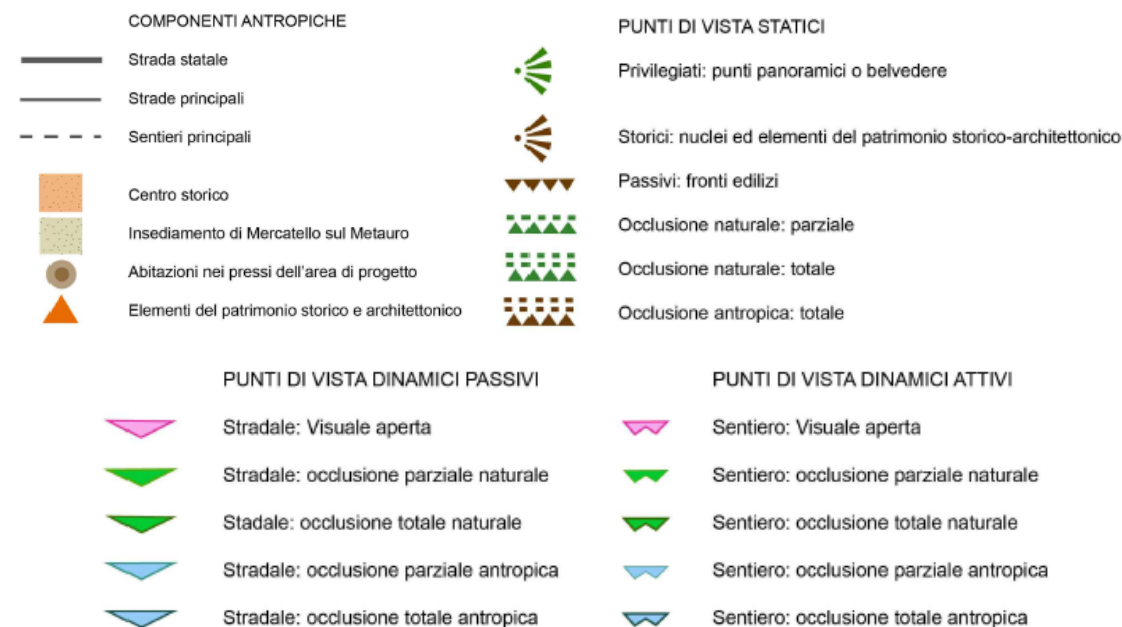 COMPONENTI ANTROPICHE
Strada statale
Strade principali
Sentieri principali
Centro storico
Insediamento di Mercatello sul Metauro
Abitazioni nei pressi dell'area di progetto
Elementi del patrimonio storico e architettonico
PUNTI DI VISTA STATICI
Privilegiati: punti panoramici o belvedere
Storici: nuclei ed elementi del patrimonio storico-architettonico
Passivi: fronti edilizi
Occlusione naturale: parziale
Occlusione naturale: totale
Occlusione antropica: totale
PUNTI DI VISTA DINAMICI PASSIVI
Stradale: Visuale aperta
Stradale: occlusione parziale naturale
Stadale: occlusione totale naturale
Stradale: occlusione parziale antropica
Stradale: occlusione totale antropica
PUNTI DI VISTA DINAMICI ATTIVI
Sentiero: Visuale aperta
Sentiero: occlusione parziale naturale
Sentiero: occlusione totale naturale
Sentiero: occlusione parziale antropica
Sentiero: occlusione totale antropica